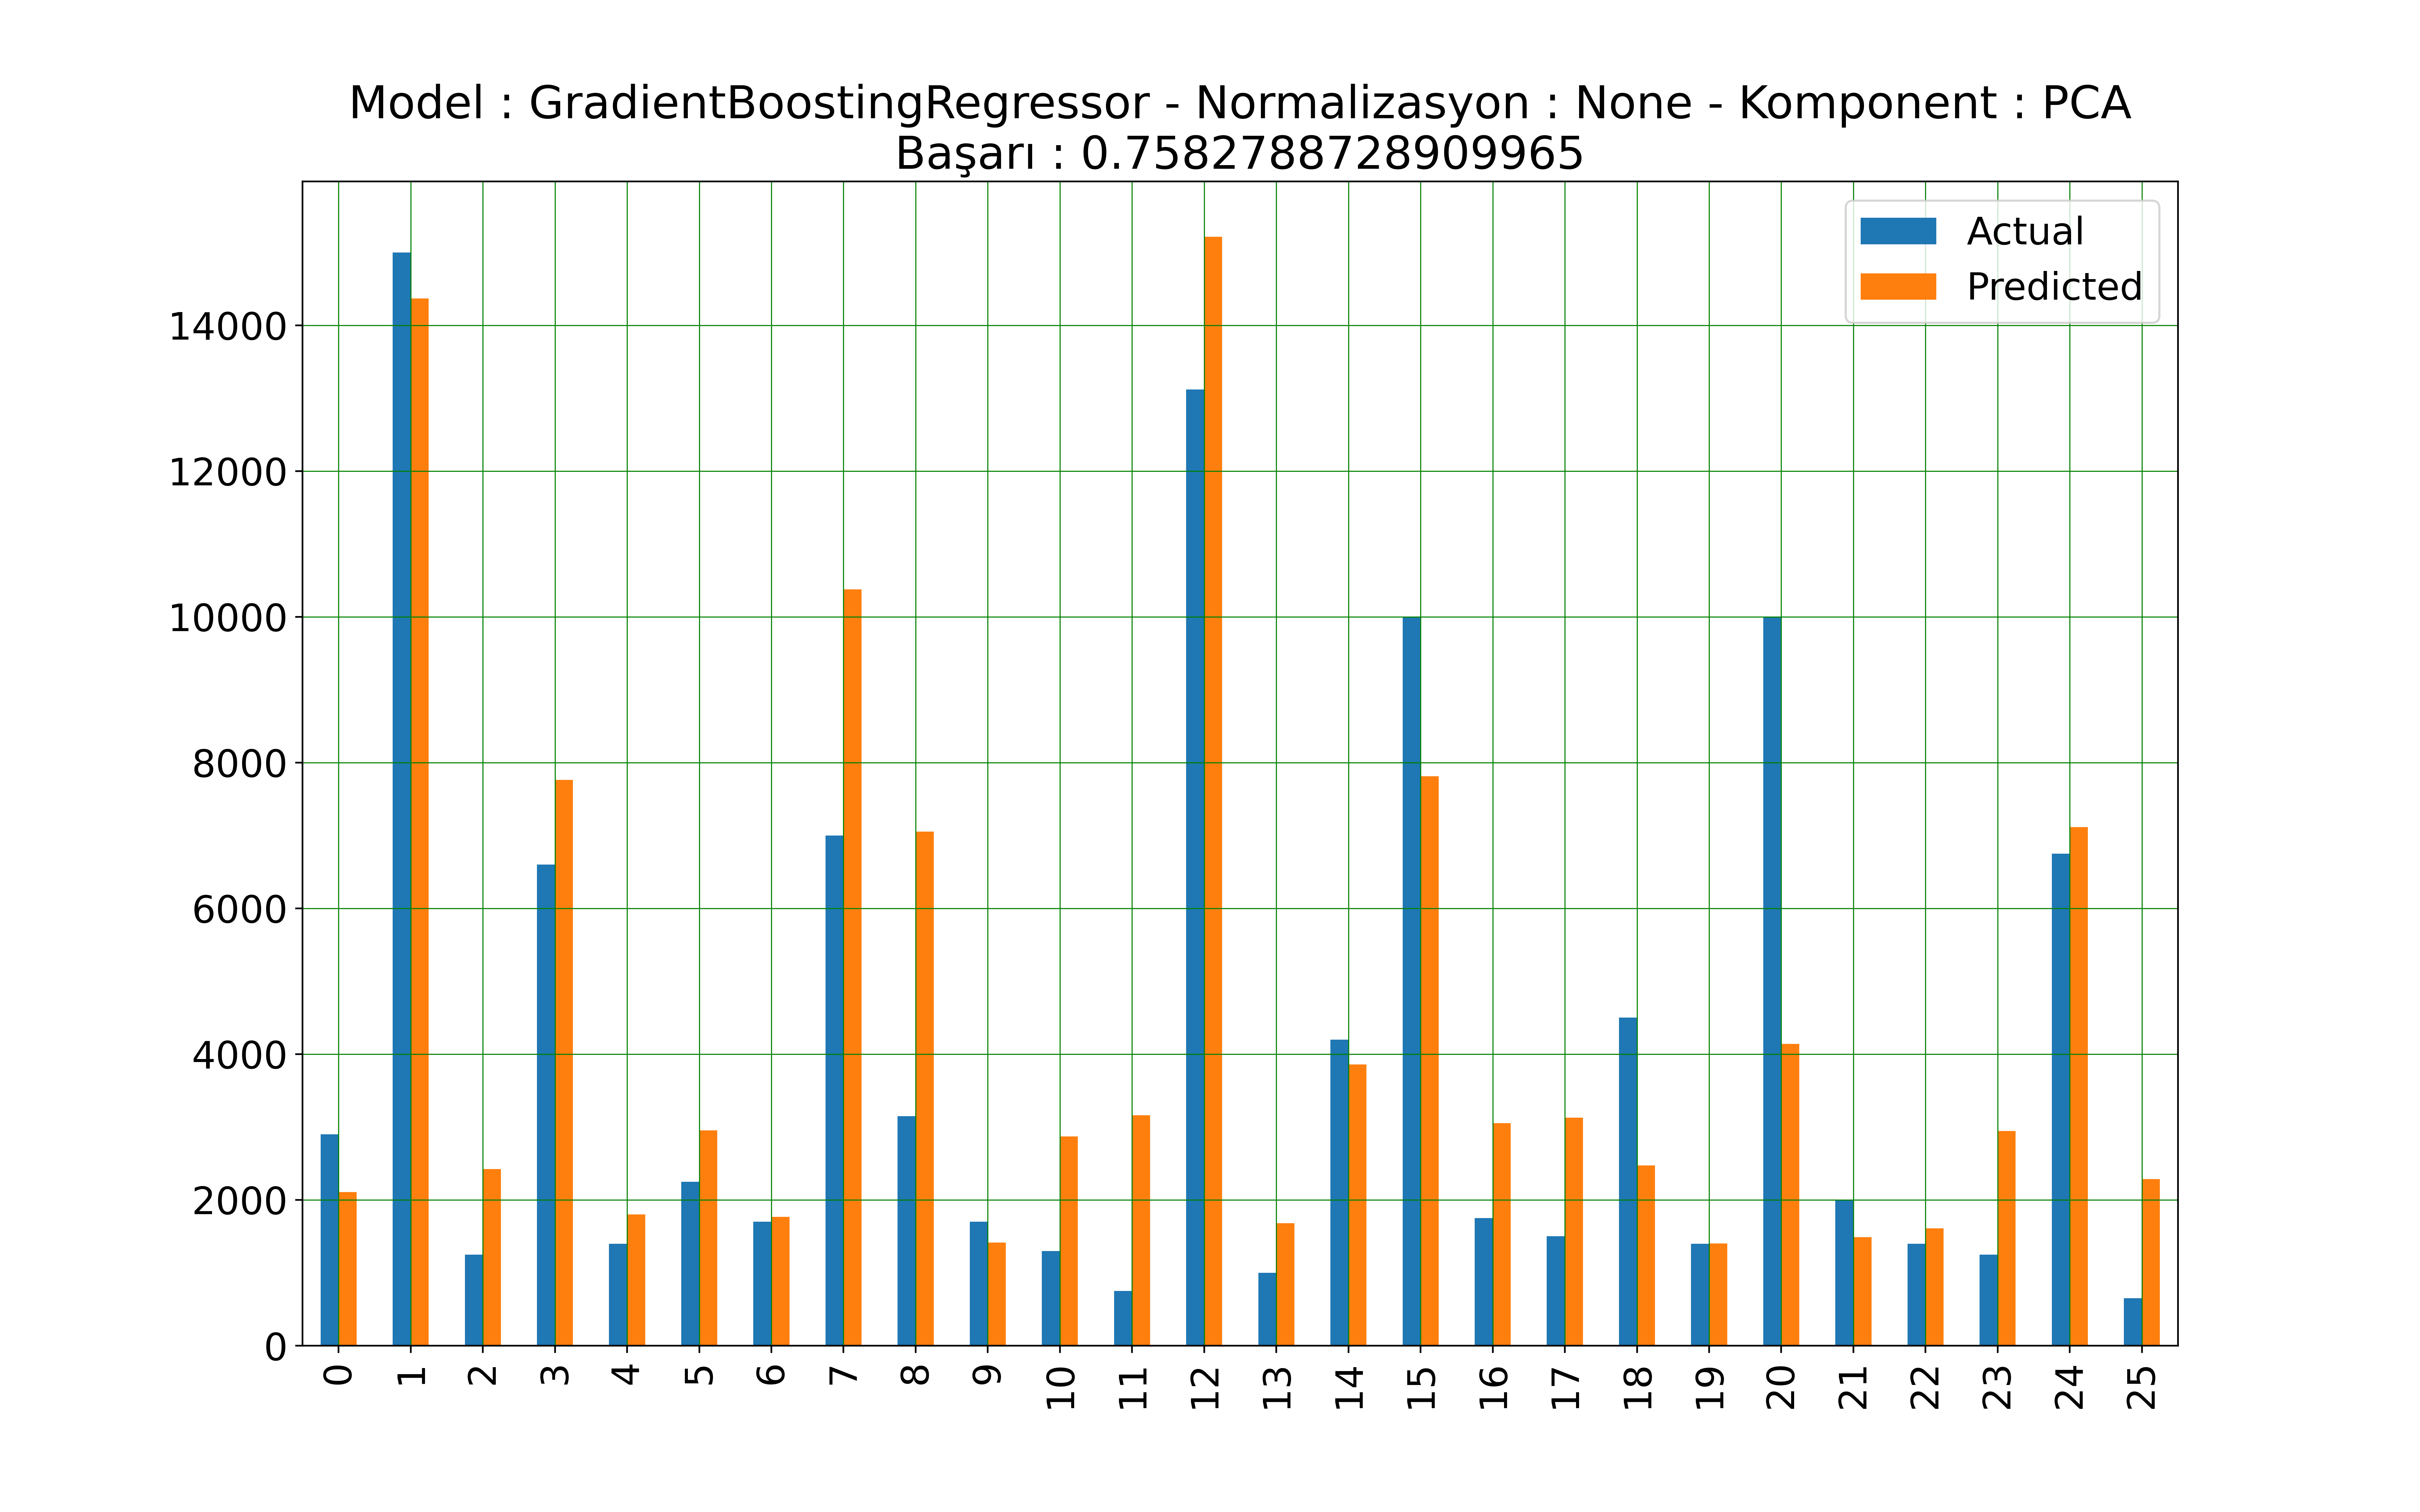 Model : GradientBoostingRegressor - Normalizasyon : None - Komponent : PCA
Başarı : 0.7582788728909965
Actual
Predicted
14000
12000
10000
8000
6000
4000
2000
0
0 1 2 3 4 5 6 7 8 9 10 11 12 13 14 15 16 17 18 19 20 21 22 23 24 25